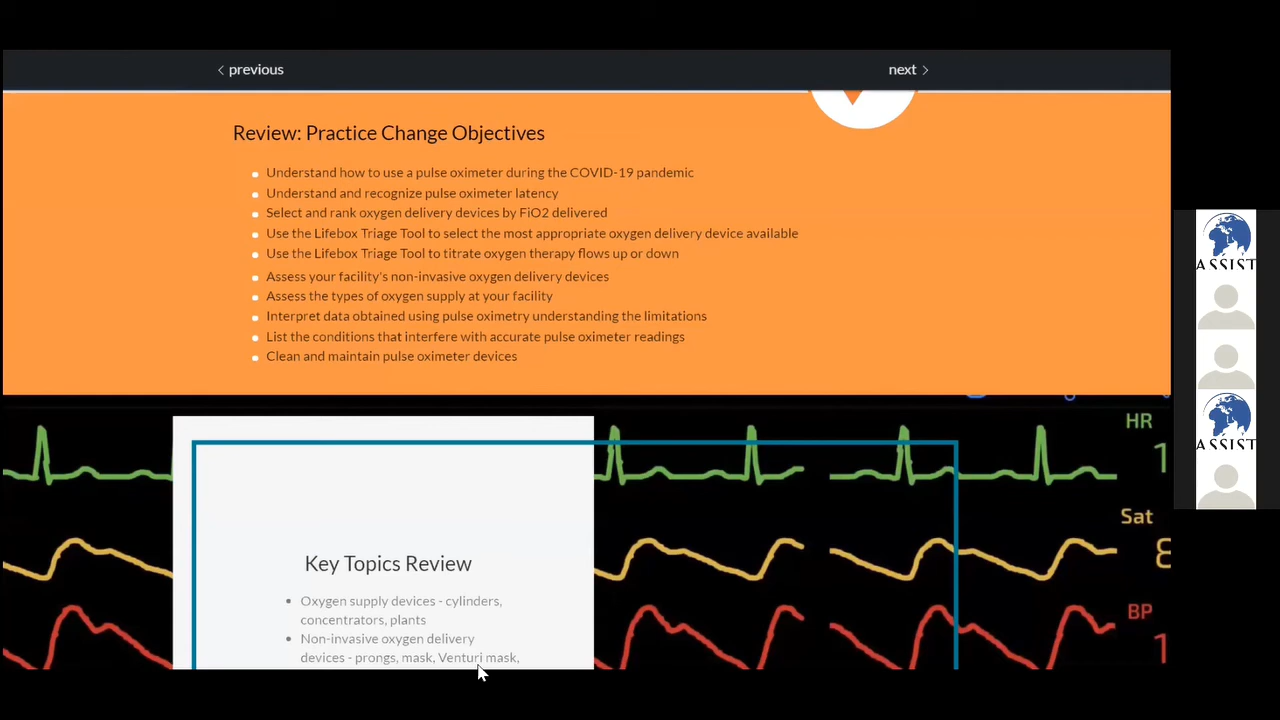 previous
next
Review: Practice Change Objectives
Understand how to use a pulse oximeter during the COVID-19 pandemic
Understand and recognize pulse oximeter latency
Select and rank oxygen delivery devices by FiO2 delivered
Use the Lifebox Triage Tool to select the most appropriate oxygen delivery device available
Use the Lifebox Triage Tool to titrate oxygen therapy flows up or down
Assess your facility's non-invasive oxygen delivery devices
Assess the types of oxygen supply at your facility
Interpret data obtained using pulse oximetry understanding the limitations
List the conditions that interfere with accurate pulse oximeter readings
Clean and maintain pulse oximeter devices
ASSIST
ASSIST
HR
1
Sat
8
BP
1
Key Topics Review
Oxygen supply devices - cylinders,
concentrators, plants
Non-invasive oxygen delivery
devices - prongs, mask, Venturi mask,